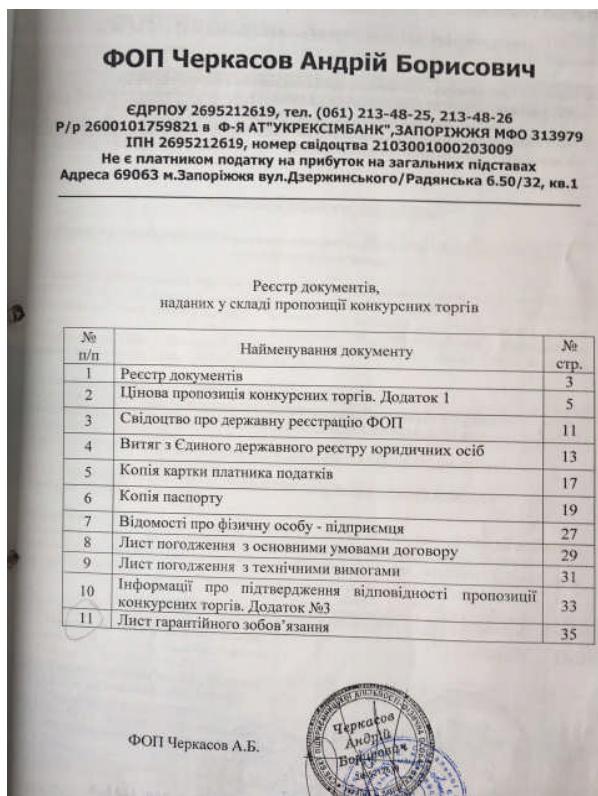 ФОП Черкасов Андрій Борисович
ЄДРПОУ 2695212619, тел. (061) 213-48-25, 213-48-26
Р/р 2600101759821 в Ф-Я АТ"УКРЕКСІМБАНК",ЗАПОРІЖЖЯ МФО 313979
ІПН 2695212619, номер свідоцтва 2103001000203009
Не є платником податку на прибуток на загальних підставах
Адреса 69063 м.Запоріжжя вул.Дзержинського/Радянська б.50/32, кв.1
Реєстр документів,
наданих у складі пропозиції конкурсних торгів
№ п/п Найменування документу № стр.
1 Реєстр документів 3
2 Цінова пропозиція конкурсних торгів. Додаток 1 5
3 Свідоцтво про державну реєстрацію ФОП 11
4 Витяг з Єдиного державного реєстру юридичних осіб 13
5 Копія картки платника податків 17
6 Копія паспорту 19
7 Відомості про фізичну особу - підприємця 27
8 Лист погодження з основними умовами договору 29
9 Лист погодження з технічними вимогами 31
10 Інформації про підтвердження відповідності пропозиції
конкурсних торгів. Додаток №3 33
11 Лист гарантійного зобов’язання 35
ФОП Черкасов А.Б.
Черкасов
Андрій
Борисович